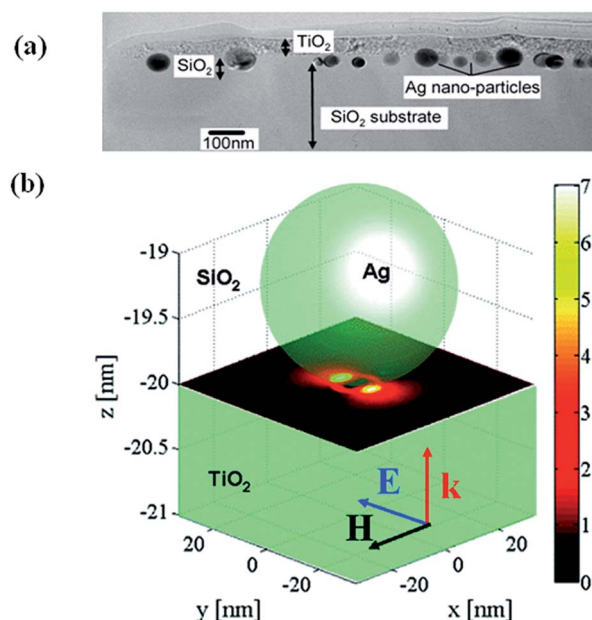 (a)
TiO2
SiO2
Ag nano-particles
SiO2 substrate
100nm
(b)
7
6
5
4
3
2
1
0
-19
-19.5
-20
-20.5
-21
z [nm]
SiO2
Ag
TiO2
E
k
H
20
0
-20
y [nm]
-20
0
20
x [nm]